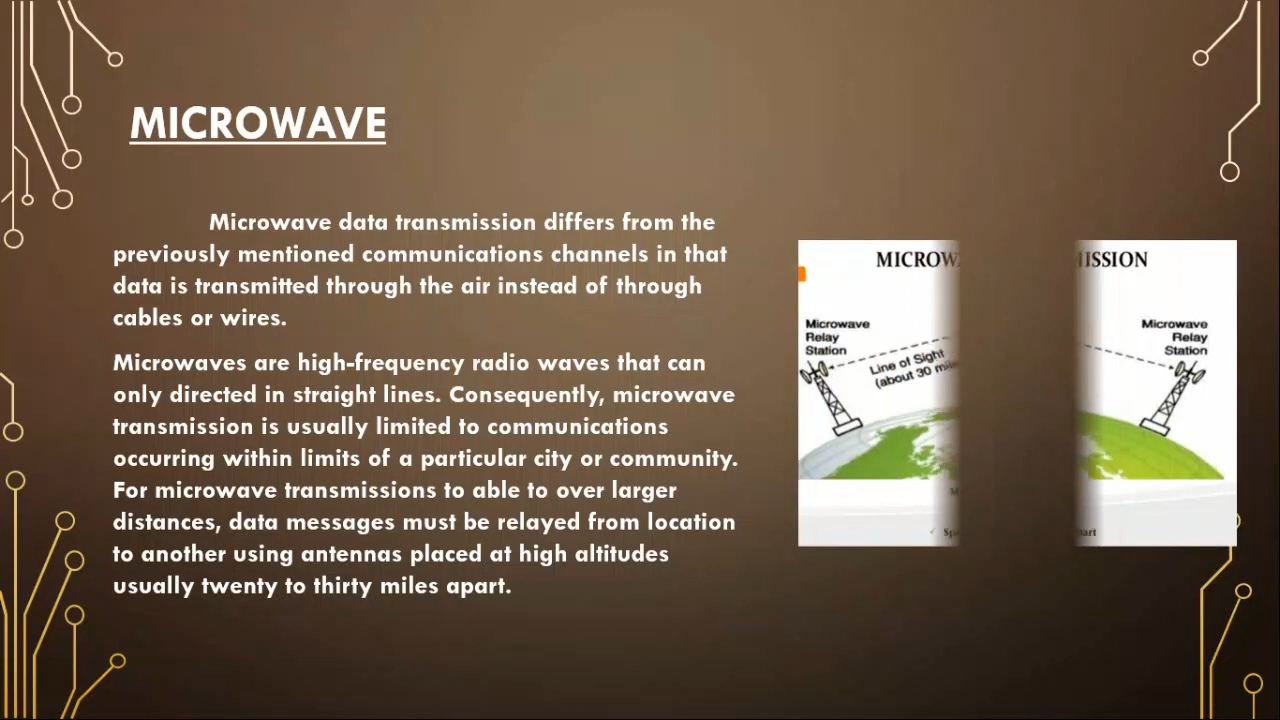 MICROWAVE
Microwave data transmission differs from the
previously mentioned communications channels in that
data is transmitted through the air instead of through
cables or wires.
Microwaves are high-frequency radio waves that can
only directed in straight lines. Consequently, microwave
transmission is usually limited to communications
occurring within limits of a particular city or community.
For microwave transmissions to able to over larger
distances, data messages must be relayed from location
to another using antennas placed at high altitudes
usually twenty to thirty miles apart.
Microwave
Relay
Station
Line of Sight
(about 30
Microwave
Relay
Station